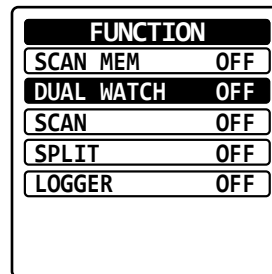 FUNCTION
SCAN MEM OFF
DUAL WATCH OFF
SCAN OFF
SPLIT OFF
LOGGER OFF